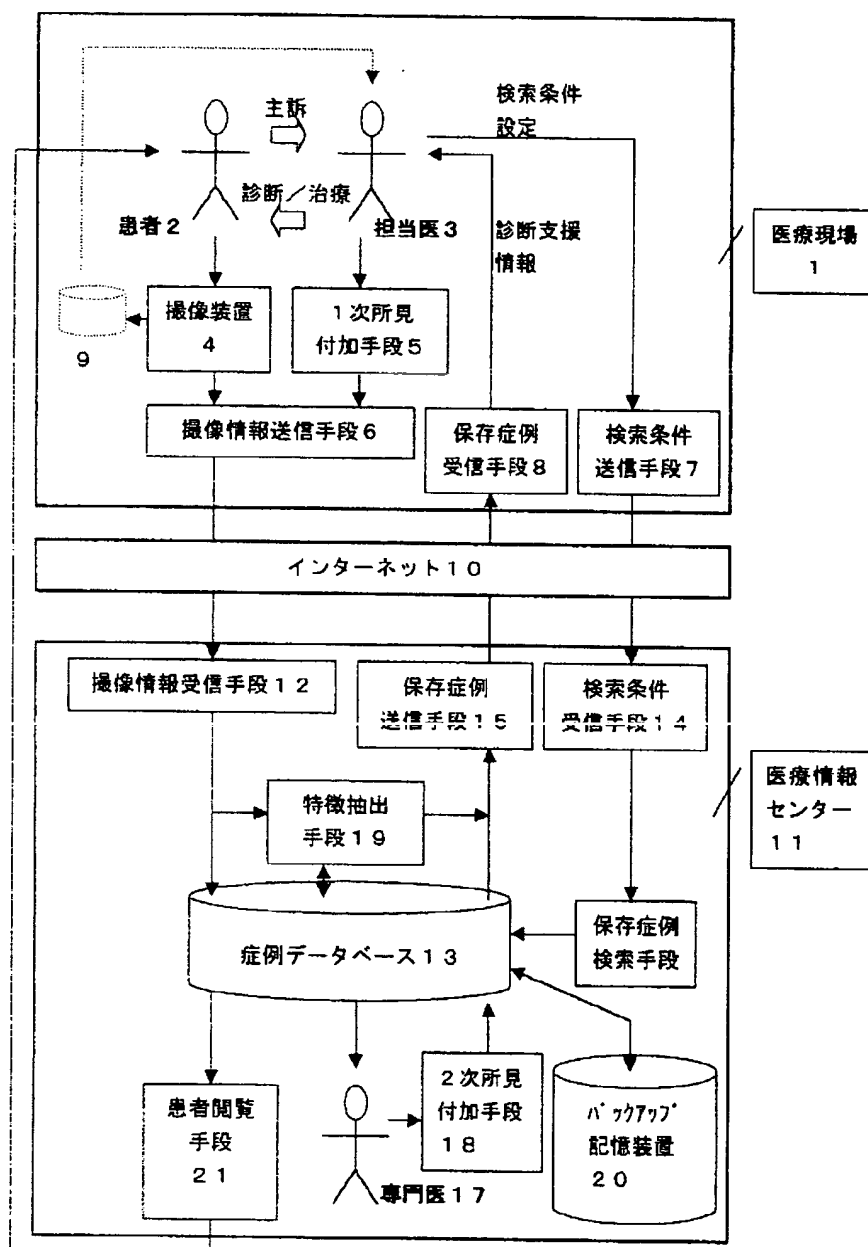 主訴
検索条件
設定
診断／治療
患者２
担当医３
診断支援
情報
医療現場
１
撮像装置
４
１次所見
付加手段５
９
撮像情報送信手段６
保存症例
受信手段８
検索条件
送信手段７
インターネット１０
撮像情報受信手段１２
保存症例
送信手段１５
検索条件
受信手段１４
医療情報
センター
１１
特徴抽出
手段１９
症例データベース１３
保存症例
検索手段
患者閲覧
手段
２１
専門医１７
２次所見
付加手段
１８
ﾊﾞｯｸｱｯﾌﾟ
記憶装置
２０